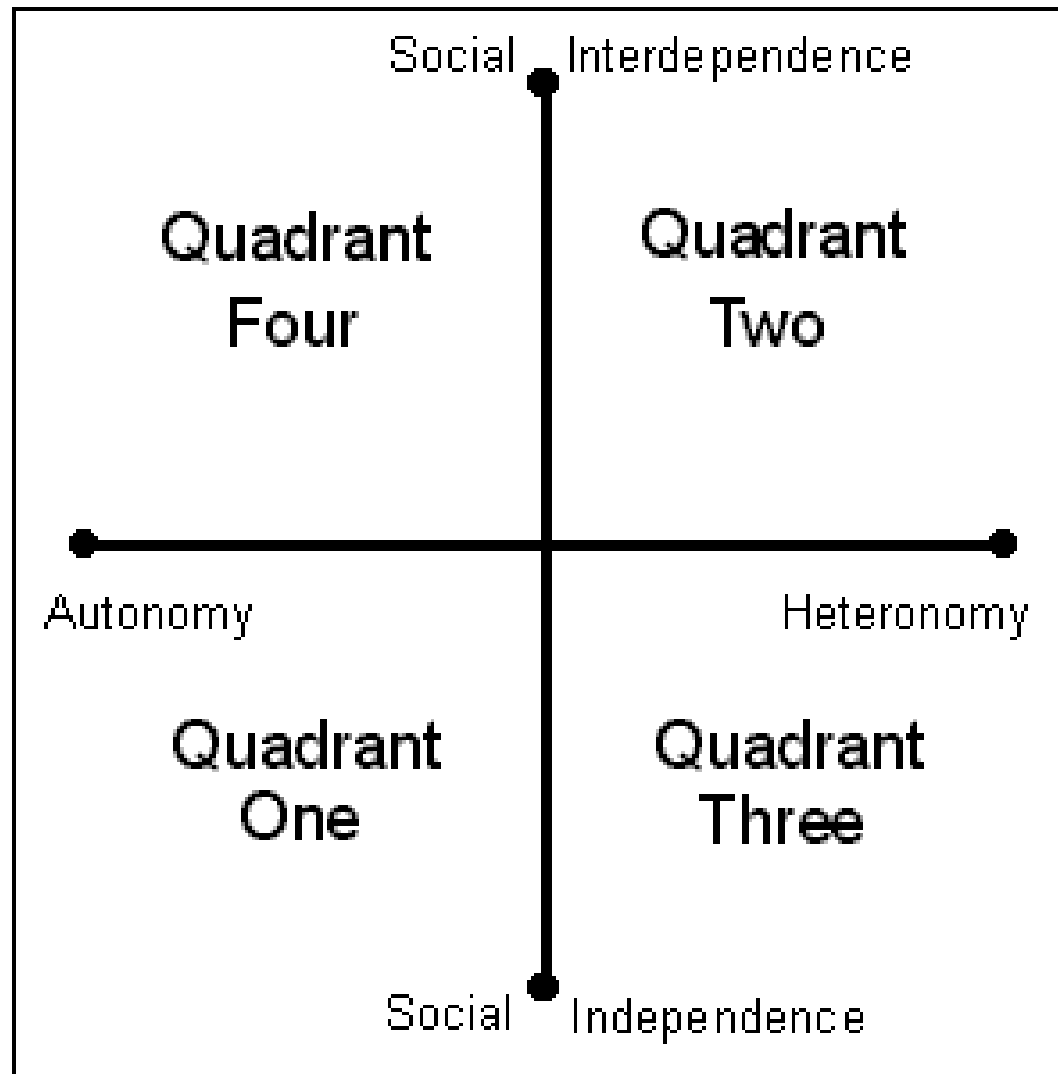 Social Interdependence
Quadrant
Four
Quadrant
Two
Autonomy
Heteronomy
Quadrant
One
Quadrant
Three
Social Independence